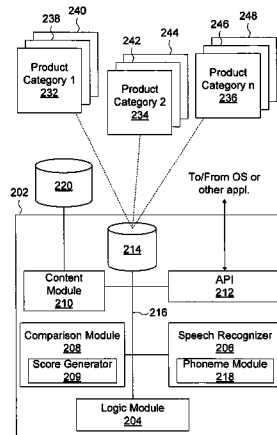 240
238
248
246
244
242
Product
Category 1
232
Product
Category 2
234
Product
Category n
236
220
202
To/From OS or
other appl.
214
Content
Module
210
API
212
216
Comparison Module
208
Score Generator
209
Speech Recognizer
206
Phoneme Module
218
Logic Module
204